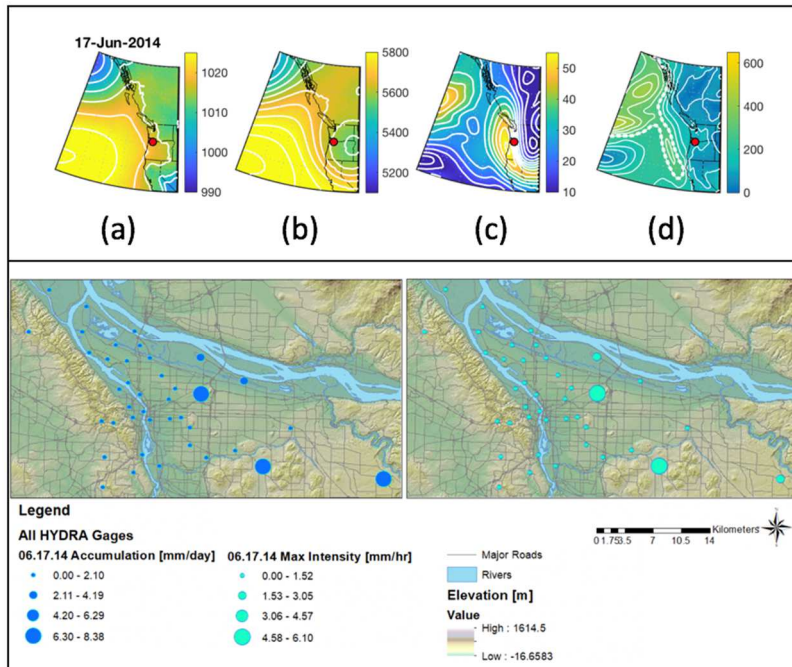 17-Jun-2014
1020
1010
1000
990
5800
5600
5400
5200
50
40
30
20
10
600
400
200
0
(a)
(b)
(c)
(d)
Legend
All HYDRA Gages
06.17.14 Accumulation [mm/day]
0.00 - 2.10
2.11 - 4.19
4.20 - 6.29
6.30 - 8.38
06.17.14 Max Intensity [mm/hr]
0.00 - 1.52
1.53 - 3.05
3.06 - 4.57
4.58 - 6.10
Major Roads
Rivers
Elevation [m]
Value
High : 1614.5
Low : -16.6583
Kilometers
0 1.75 3.5 7 10.5 14